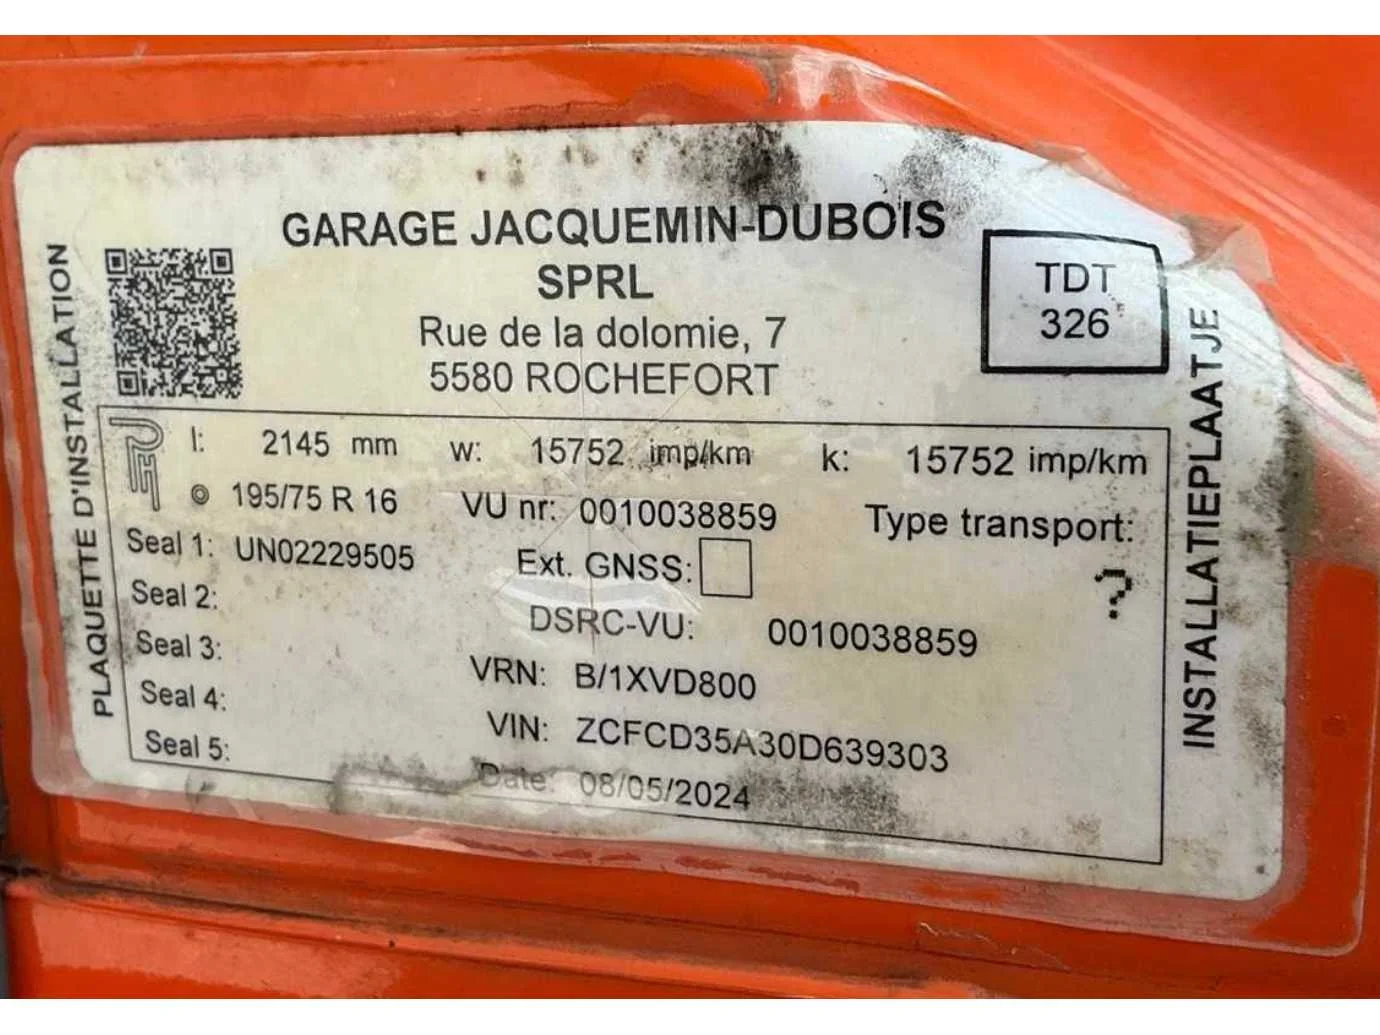 GARAGE JACQUEMIN-DUBOIS
SPRL
Rue de la dolomie, 7
5580 ROCHEFORT
TDT
326
PLAQUETTE D'INSTALLATION
l: 2145 mm w: 15752 imp/km k: 15752 imp/km
195/75 R 16 VU nr: 0010038859 Type transport:
Seal 1: UN02229505 Ext. GNSS: ?
Seal 2: DSRC-VU: 0010038859
Seal 3: VRN: B/1XVD800
Seal 4: VIN: ZCFCD35A30D639303
Seal 5: Date: 08/05/2024
INSTALLATIEPLAATJE